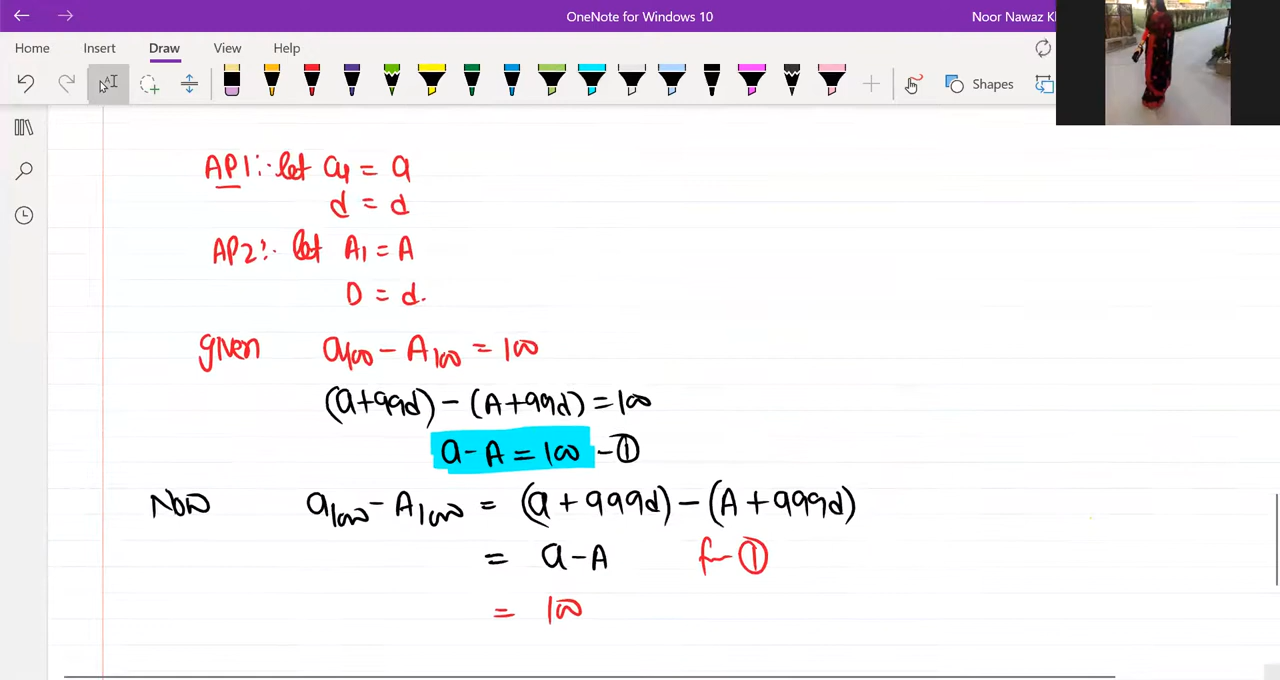 OneNote for Windows 10
Noor Nawaz Kh
Home Insert Draw View Help
Shapes
AP1:- let a₁ = a
d = d
AP2:- let A₁ = A
D = d.
given a₁₀₀ - A₁₀₀ = 100
(a+99d) - (A+99d) = 100
a - A = 100 - ①
Now a₁₀₀₀ - A₁₀₀₀ = (a + 999d) - (A + 999d)
= a - A f- ①
= 100